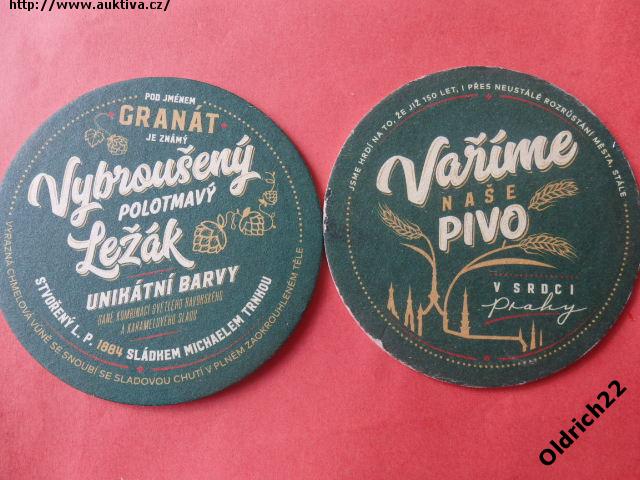 http://www.auktiva.cz/
POD JMÉNEM
GRANÁT
JE ZNÁMÝ
Vybroušený
POLOTMAVÝ
Ležák
UNIKÁTNÍ BARVY
DANÉ KOMBINACÍ SVĚTLÉHO BAVORSKÉHO
A KARAMELOVÉHO SLADU
STVOŘENÝ L. P. 1884 SLÁDKEM MICHAELEM TRNKOU
VÝRAZNÁ CHMELOVÁ VŮNĚ SE SNOUBÍ SE SLADOVOU CHUTÍ V PLNÉM ZAOKROUHLENÉM TĚLE
JSME HRDÍ NA TO, ŽE JIŽ 150 LET, I PŘES NEUSTÁLÉ ROZRŮSTÁNÍ MĚSTA, STÁLE
Vaříme
NAŠE
PIVO
V SRDCI
Prahy
Oldrich22